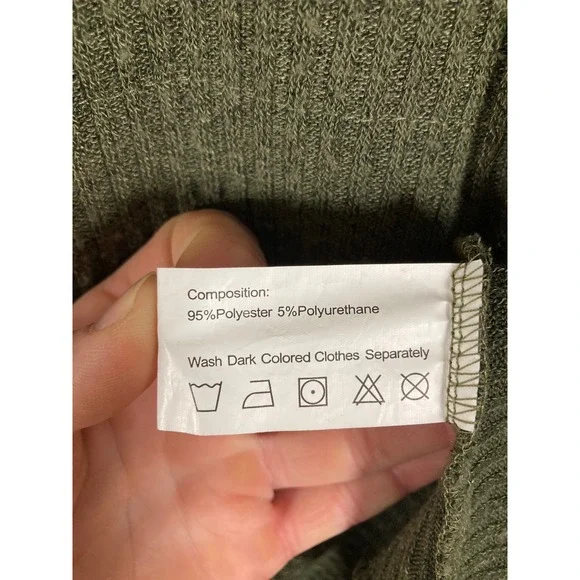 Composition:
95%Polyester 5%Polyurethane
Wash Dark Colored Clothes Separately